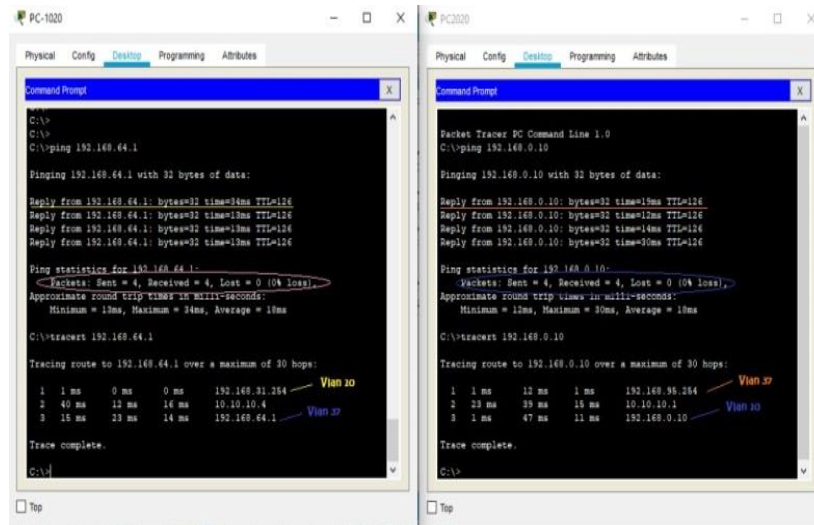 PC-1020
Physical Config Desktop Programming Attributes
Command Prompt X
C:\>
C:\>
C:\>ping 192.168.64.1
Pinging 192.168.64.1 with 32 bytes of data:
Reply from 192.168.64.1: bytes=32 time=34ms TTL=126
Reply from 192.168.64.1: bytes=32 time=13ms TTL=126
Reply from 192.168.64.1: bytes=32 time=13ms TTL=126
Reply from 192.168.64.1: bytes=32 time=13ms TTL=126
Ping statistics for 192.168.64.1:
Packets: Sent = 4, Received = 4, Lost = 0 (0% loss),
Approximate round trip times in milli-seconds:
Minimum = 13ms, Maximum = 34ms, Average = 18ms
C:\>tracert 192.168.64.1
Tracing route to 192.168.64.1 over a maximum of 30 hops:
1 1 ms 0 ms 0 ms 192.168.31.254
Vlan 20
2 40 ms 12 ms 16 ms 10.10.10.4
3 15 ms 23 ms 14 ms 192.168.64.1
Vlan 37
Trace complete.
C:\>
Top
PC2020
Physical Config Desktop Programming Attributes
Command Prompt X
Packet Tracer PC Command Line 1.0
C:\>ping 192.168.0.10
Pinging 192.168.0.10 with 32 bytes of data:
Reply from 192.168.0.10: bytes=32 time=19ms TTL=126
Reply from 192.168.0.10: bytes=32 time=12ms TTL=126
Reply from 192.168.0.10: bytes=32 time=14ms TTL=126
Reply from 192.168.0.10: bytes=32 time=30ms TTL=126
Ping statistics for 192.168.0.10:
Packets: Sent = 4, Received = 4, Lost = 0 (0% loss),
Approximate round trip times in milli-seconds:
Minimum = 12ms, Maximum = 30ms, Average = 18ms
C:\>tracert 192.168.0.10
Tracing route to 192.168.0.10 over a maximum of 30 hops:
1 1 ms 12 ms 1 ms 192.168.95.254
Vlan 37
2 23 ms 39 ms 15 ms 10.10.10.1
3 1 ms 47 ms 11 ms 192.168.0.10
Vlan 20
Trace complete.
C:\>
Top